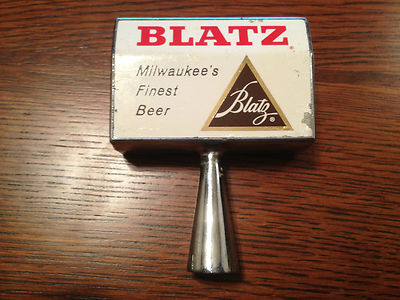 BLATZ
Milwaukee's
Finest
Beer
Blatz®